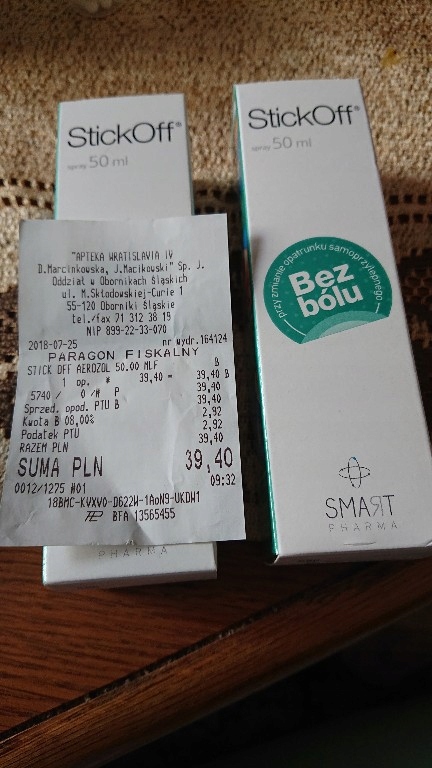 StickOff®
spray 50 ml
StickOff®
spray 50 ml
przy zmianie opatrunku samoprzylepnego
Bez
bólu
SMART
PHARMA
"APTEKA WRATISLAVIA IV
D.Marcinkowska, J.Macikowski" Sp. J.
Oddział w Obornikach Śląskich
ul. M.Skłodowskiej-Curie 1
55-120 Oborniki Śląskie
tel./fax 71 312 38 19
NIP 899-22-33-070
2018-07-25 nr wydr.164124
PARAGON FISKALNY
STICK OFF AEROZOL 50.00 MLF B
1 op. * 39,40 = 39,40 B
5740 / 0 /# P 39,40
Sprzed. opod. PTU B 39,40
Kwota B 08,00% 2,92
Podatek PTU 2,92
RAZEM PLN 39,40
SUMA PLN 39,40
0012/1275 #01 09:32
18BMC-KVXVO-D622W-1AoN9-UKDW1
BFA 13565455
PHARMA